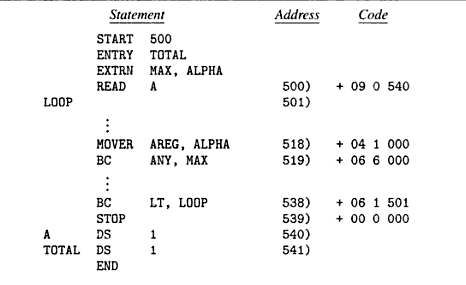 Statement Address Code
START 500
ENTRY TOTAL
EXTRN MAX, ALPHA
READ A 500) + 09 0 540
LOOP 501)
⋮
MOVER AREG, ALPHA 518) + 04 1 000
BC ANY, MAX 519) + 06 6 000
⋮
BC LT, LOOP 538) + 06 1 501
STOP 539) + 00 0 000
A DS 1 540)
TOTAL DS 1 541)
END